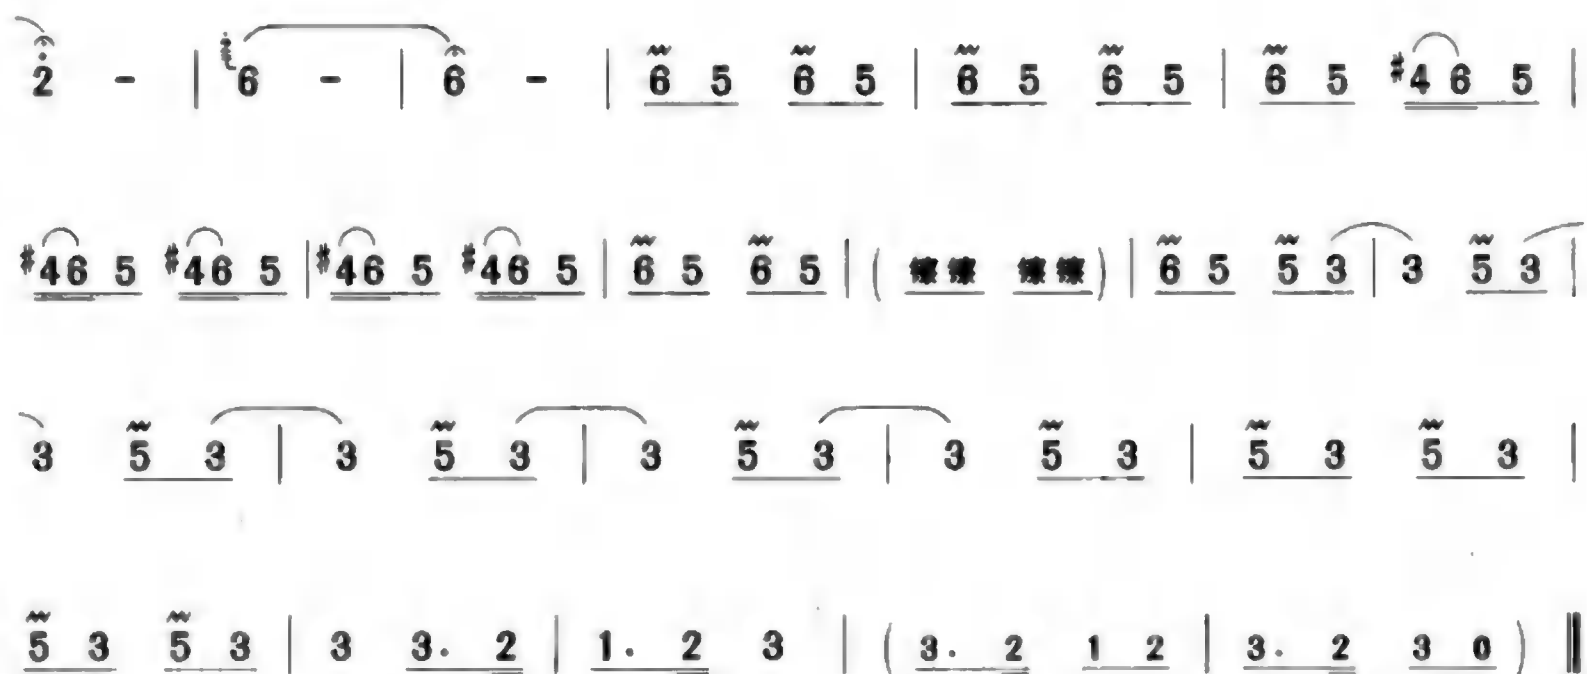 2 - | 6 - | 6 - | 6 5 6 5 | 6 5 6 5 | 6 5 #4 6 5 |
#4 6 5 #4 6 5 | #4 6 5 #4 6 5 | 6 5 6 5 | ( ) | 6 5 5 3 | 3 5 3 |
3 5 3 | 3 5 3 | 3 5 3 | 3 5 3 | 5 3 5 3 |
5 3 5 3 | 3 3. 2 | 1. 2 3 | ( 3. 2 1 2 | 3. 2 3 0 ) ‖